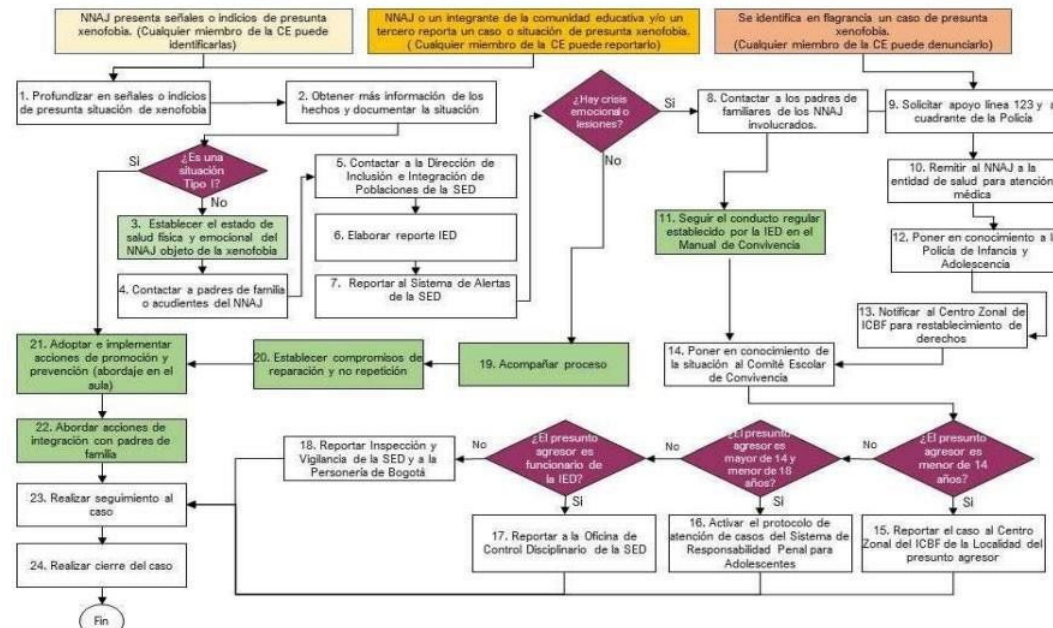 NNAJ presenta señales o indicios de presunta
xenofobia. (Cualquier miembro de la CE puede
identificarlas)
NNAJ o un integrante de la comunidad educativa y/o un
tercero reporta un caso o situación de presunta xenofobia.
( Cualquier miembro de la CE puede reportarlo)
Se identifica en flagrancia un caso de presunta
xenofobia.
(Cualquier miembro de la CE puede denunciarlo)
1. Profundizar en señales o indicios
de presunta situación de xenofobia
2. Obtener más información de los
hechos y documentar la situación
¿Hay crisis
emocional o
lesiones?
Si
No
8. Contactar a los padres de
familiares de los NNAJ
involucrados.
9. Solicitar apoyo línea 123 y
cuadrante de la Policía
Si
¿Es una
situación
Tipo I?
No
5. Contactar a la Dirección de
Inclusión e Integración de
Poblaciones de la SED
10. Remitir al NNAJ a la
entidad de salud para atención
médica
3. Establecer el estado de
salud física y emocional del
NNAJ objeto de la xenofobia
6. Elaborar reporte IED
11. Seguir el conducto regular
establecido por la IED en el
Manual de Convivencia
12. Poner en conocimiento a
Policía de Infancia y
Adolescencia
4. Contactar a padres de familia
o acudientes del NNAJ
7. Reportar al Sistema de Alertas
de la SED
13. Notificar al Centro Zonal de
ICBF para restablecimiento de
derechos
21. Adoptar e implementar
acciones de promoción y
prevención (abordaje en el
aula)
20. Establecer compromisos de
reparación y no repetición
19. Acompañar proceso
14. Poner en conocimiento de
la situación al Comité Escolar
de Convivencia
22. Abordar acciones de
integración con padres de
familia
18. Reportar Inspección y
Vigilancia de la SED y a la
Personería de Bogotá
No
¿El presunto
agresor es
funcionario de
la IED?
Si
No
¿El presunto
agresor es
mayor de 14 y
menor de 18
años?
Si
No
¿El presunto
agresor es
menor de 14
años?
Si
23. Realizar seguimiento al
caso
17. Reportar a la Oficina de
Control Disciplinario de la SED
16. Activar el protocolo de
atención de casos del Sistema de
Responsabilidad Penal para
Adolescentes
15. Reportar el caso al Centro
Zonal del ICBF de la Localidad del
presunto agresor
24. Realizar cierre del caso
Fin